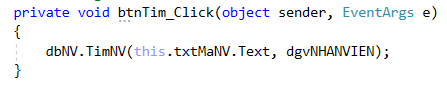 private void btnTim_Click(object sender, EventArgs e)
{
    dbNV.TimNV(this.txtMaNV.Text, dgvNHANVIEN);
}